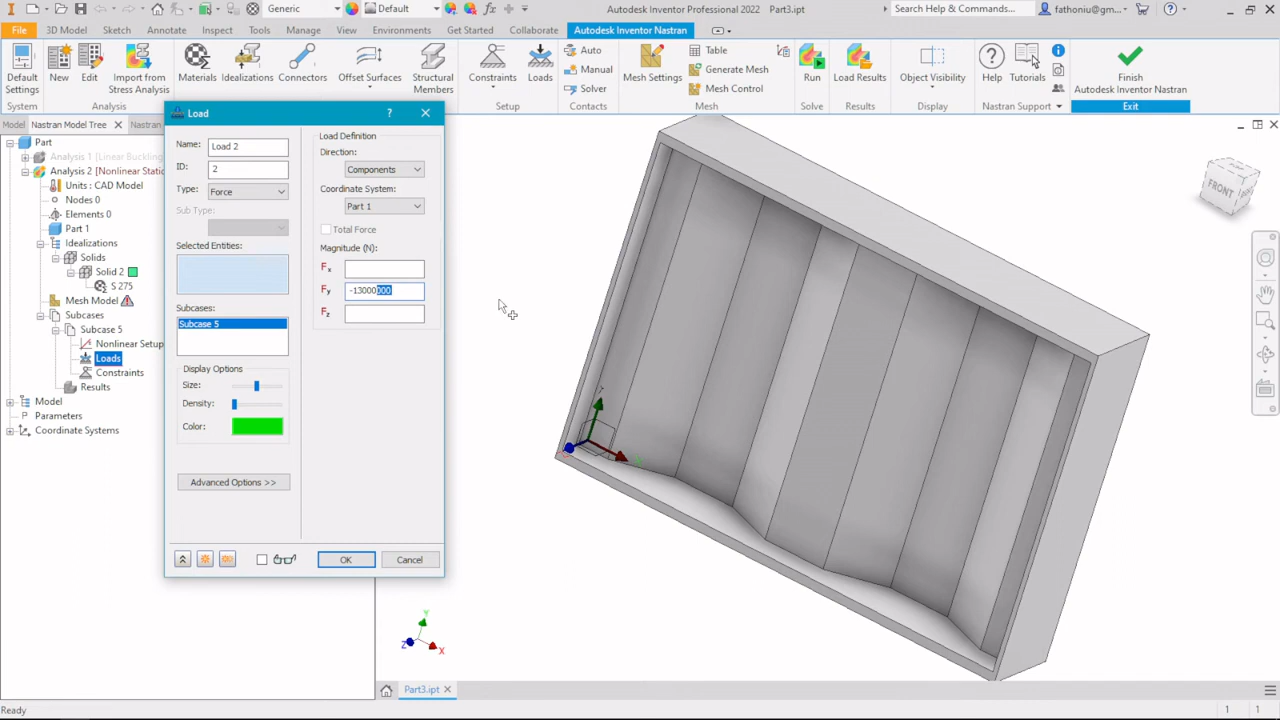 Generic
Default
Autodesk Inventor Professional 2022 Part3.ipt
Search Help & Commands...
fathoniu@gm...
File
3D Model
Sketch
Annotate
Inspect
Tools
Manage
View
Environments
Get Started
Collaborate
Autodesk Inventor Nastran
Default Settings
New
Edit
Import from Stress Analysis
Materials
Idealizations
Connectors
Offset Surfaces
Structural Members
Constraints
Loads
Auto
Manual
Solver
Mesh Settings
Table
Generate Mesh
Mesh Control
Run
Load Results
Object Visibility
Help
Tutorials
Finish
Autodesk Inventor Nastran
System
Analysis
Setup
Contacts
Mesh
Solve
Results
Display
Nastran Support
Exit
Model
Nastran Model Tree
Nastran
Part
Analysis 1 [Linear Buckling
Analysis 2 [Nonlinear Static
Units : CAD Model
Nodes 0
Elements 0
Part 1
Idealizations
Solids
Solid 2
S 275
Mesh Model
Subcases
Subcase 5
Nonlinear Setup
Loads
Constraints
Results
Model
Parameters
Coordinate Systems
Load
Name:
Load 2
ID:
2
Type:
Force
Sub Type:
Selected Entities:
Subcases:
Subcase 5
Display Options
Size:
Density:
Color:
Advanced Options >>
Load Definition
Direction:
Components
Coordinate System:
Part 1
Total Force
Magnitude (N):
Fx
Fy
-13000000
Fz
OK
Cancel
FRONT
Y
Z
X
Part3.ipt
Ready
1
1